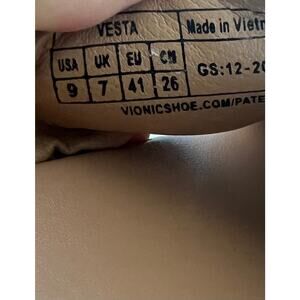 VESTA Made in Vietn
USA UK EU CM GS:12-20
9 7 41 26
VIONICSHOE.COM/PATE